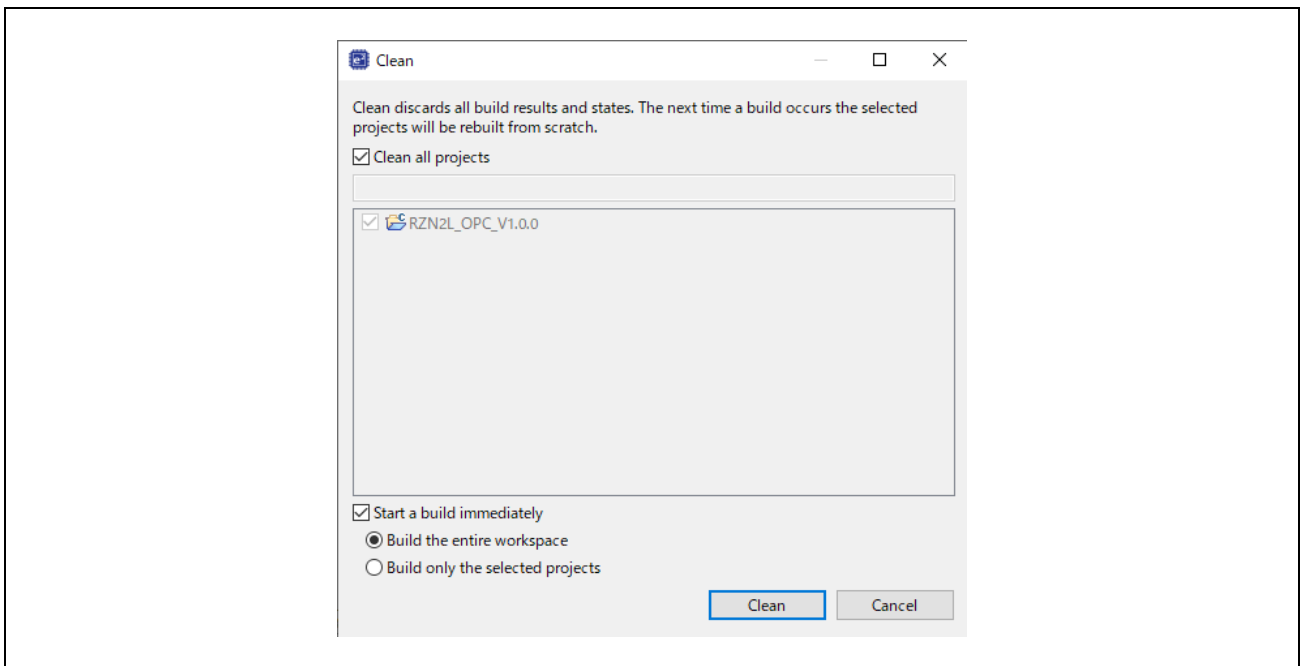 Clean
Clean discards all build results and states. The next time a build occurs the selected
projects will be rebuilt from scratch.
Clean all projects
RZN2L_OPC_V1.0.0
Start a build immediately
Build the entire workspace
Build only the selected projects
Clean Cancel